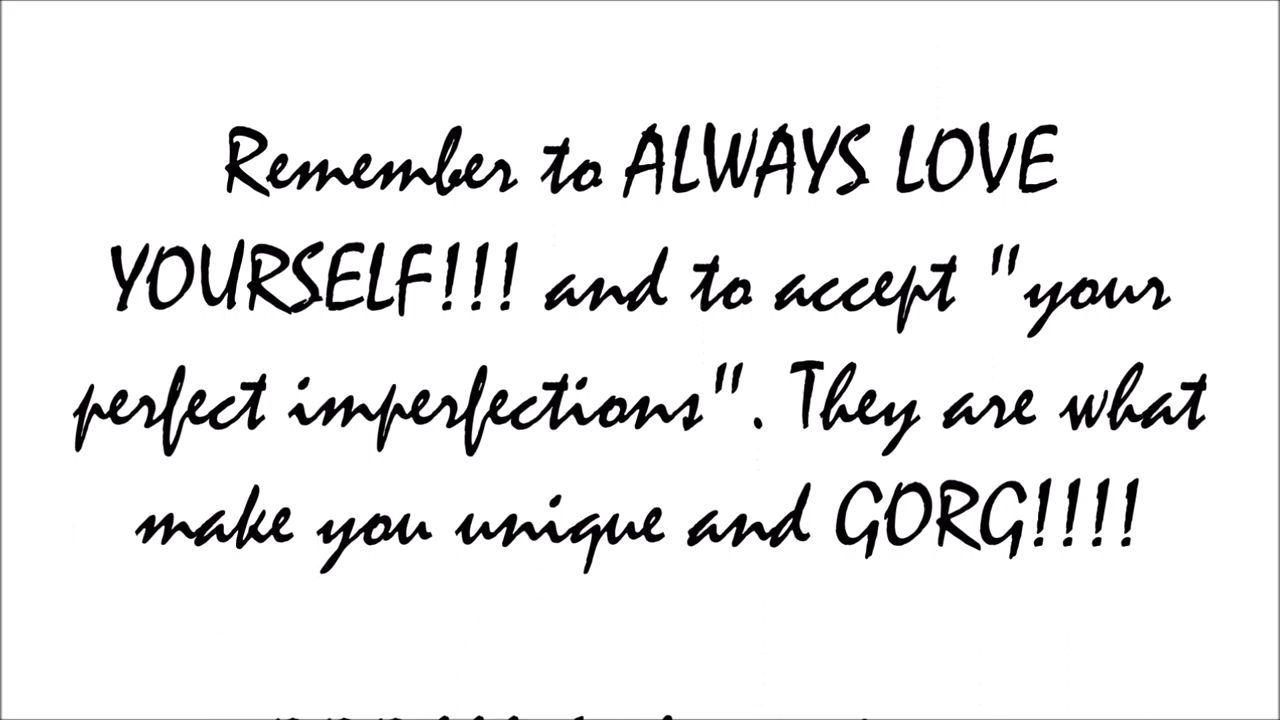 Remember to ALWAYS LOVE
YOURSELF!!! and to accept "your
perfect imperfections". They are what
make you unique and GORG!!!!